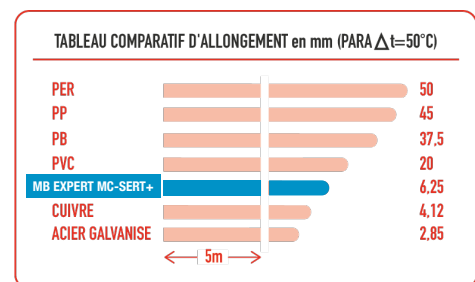 TABLEAU COMPARATIF D'ALLONGEMENT en mm (PARA Δt=50°C)
PER 50
PP 45
PB 37,5
PVC 20
MB EXPERT MC-SERT+ 6,25
CUIVRE 4,12
ACIER GALVANISE 2,85
5m